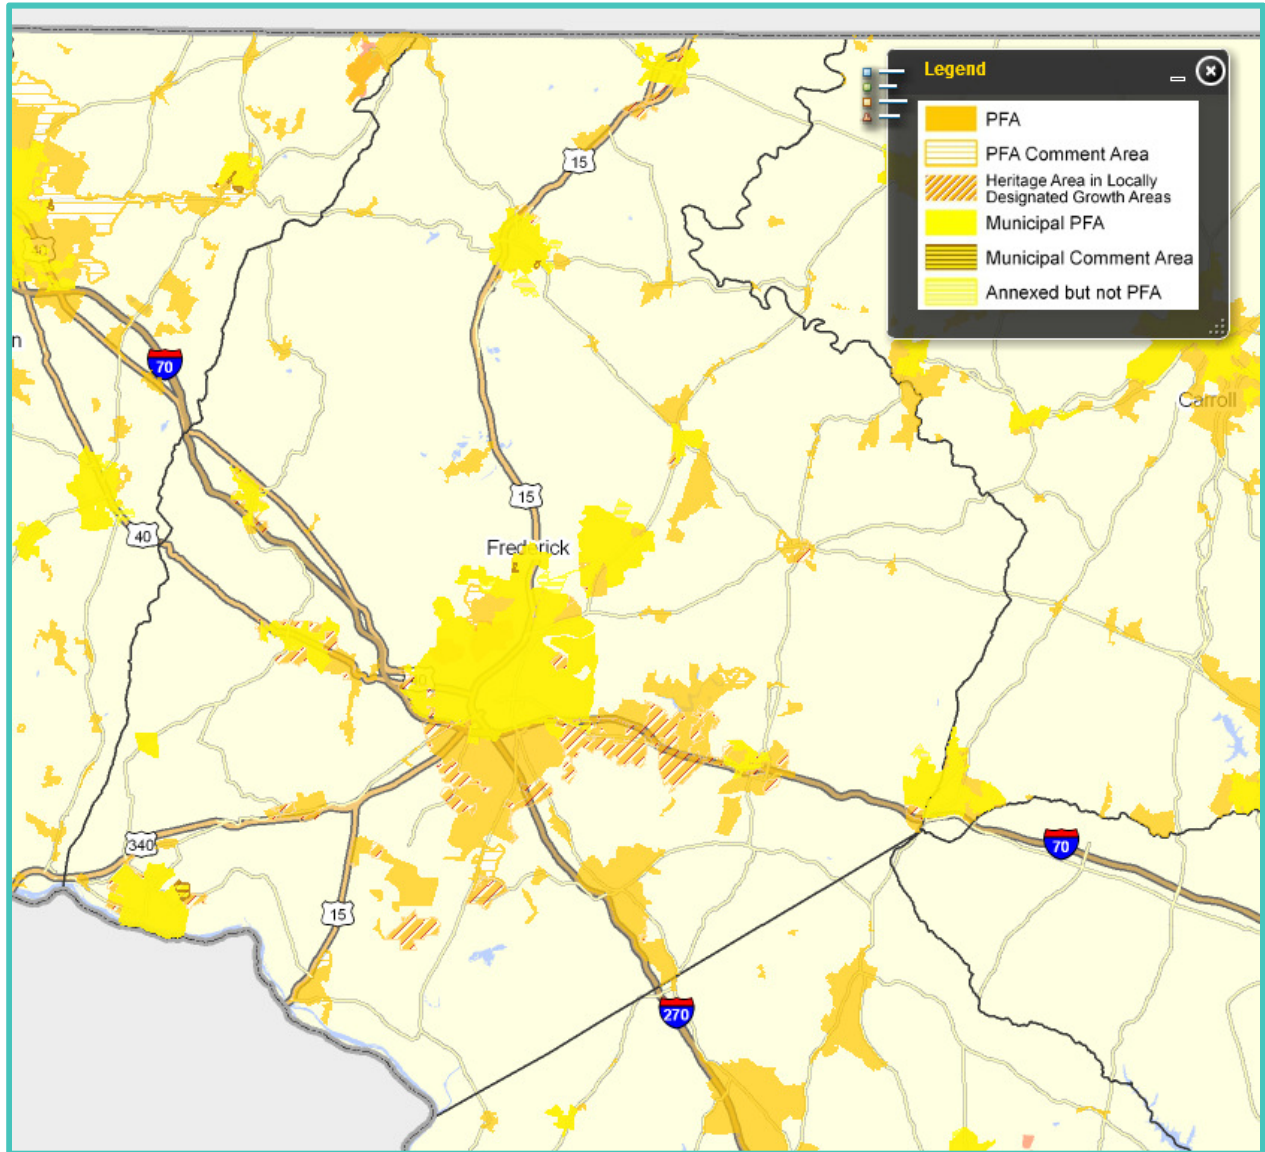 Legend
PFA
PFA Comment Area
Heritage Area in Locally
Designated Growth Areas
Municipal PFA
Municipal Comment Area
Annexed but not PFA
15
n
70
Carroll
15
40
Frederick
340
70
15
270